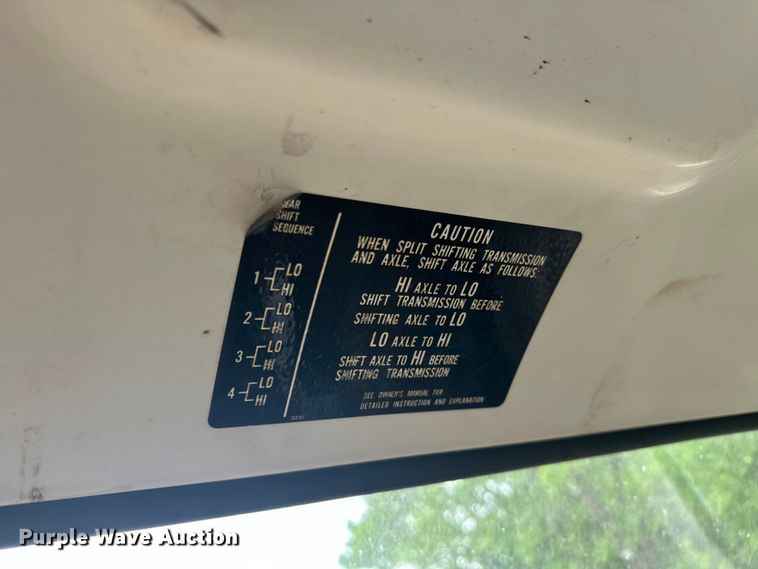 GEAR
SHIFT
SEQUENCE
1 LO
HI
2 LO
HI
3 LO
HI
4 LO
HI
CAUTION
WHEN SPLIT SHIFTING TRANSMISSION
AND AXLE, SHIFT AXLE AS FOLLOWS:
HI AXLE TO LO
SHIFT TRANSMISSION BEFORE
SHIFTING AXLE TO LO
LO AXLE TO HI
SHIFT AXLE TO HI BEFORE
SHIFTING TRANSMISSION
SEE OWNER'S MANUAL FOR
DETAILED INSTRUCTION AND EXPLANATION
Purple Wave Auction